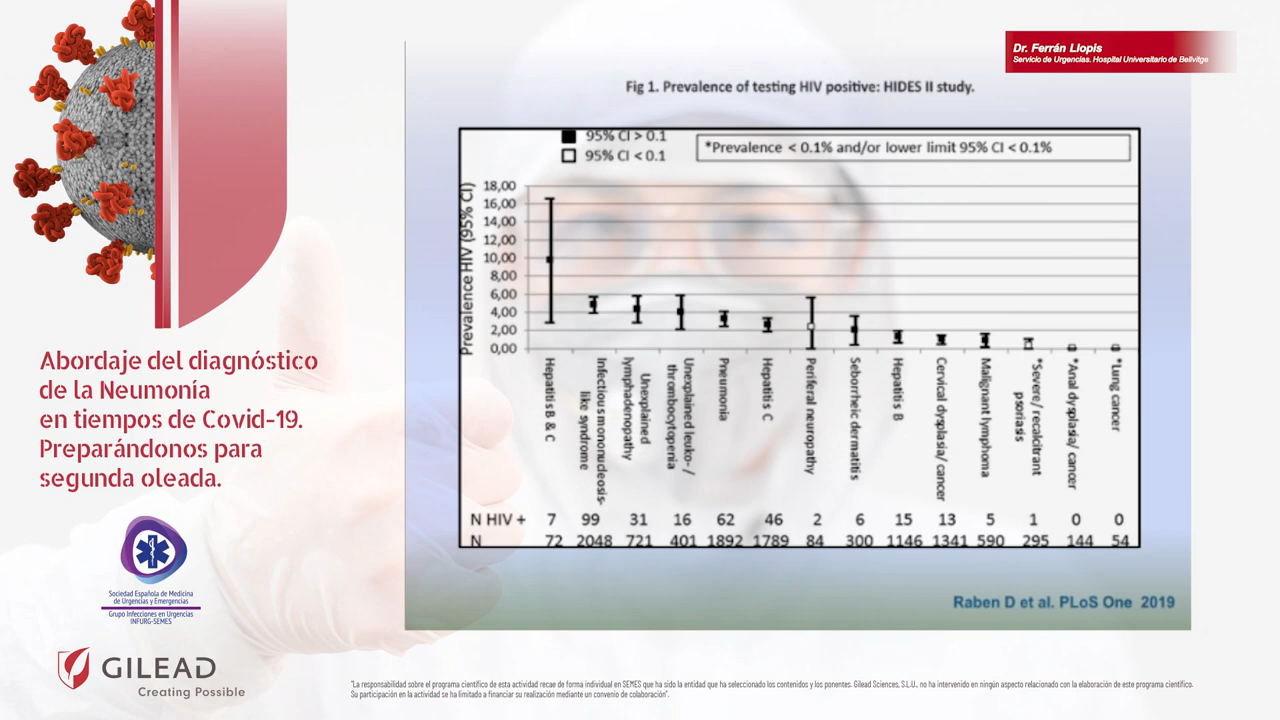 Dr. Ferrán Llopis
Servicio de Urgencias. Hospital Universitario de Bellvitge
Fig 1. Prevalence of testing HIV positive: HIDES II study.
95% CI > 0.1
95% CI < 0.1
*Prevalence < 0.1% and/or lower limit 95% CI < 0.1%
Prevalence HIV (95% CI)
18,00
16,00
14,00
12,00
10,00
8,00
6,00
4,00
2,00
0,00
Hepatitis B & C
Infectious mononucleosis-
like syndrome
Unexplained
lymphadenopathy
Unexplained leuko- /
thrombocytopenia
Pneumonia
Hepatitis C
Periferal neuropathy
Seborrheic dermatitis
Hepatitis B
Cervical dysplasia/ cancer
Malignant lymphoma
*Severe/ recalcitrant
psoriasis
*Anal dysplasia/ cancer
*Lung cancer
N HIV + 7 99 31 16 62 46 2 6 15 13 5 1 0 0
N 72 2048 721 401 1892 1789 84 300 1146 1341 590 295 144 54
Raben D et al. PLoS One 2019
Abordaje del diagnóstico
de la Neumonía
en tiempos de Covid-19.
Preparándonos para
segunda oleada.
Sociedad Española de Medicina
de Urgencias y Emergencias
Grupo Infecciones en Urgencias
INFURG-SEMES
GILEAD
Creating Possible
"La responsabilidad sobre el programa científico de esta actividad recae de forma individual en SEMES que ha sido la entidad que ha seleccionado los contenidos y los ponentes. Gilead Sciences, S.L.U., no ha intervenido en ningún aspecto relacionado con la elaboración de este programa científico.
Su participación en la actividad se ha limitado a financiar su realización mediante un convenio de colaboración".